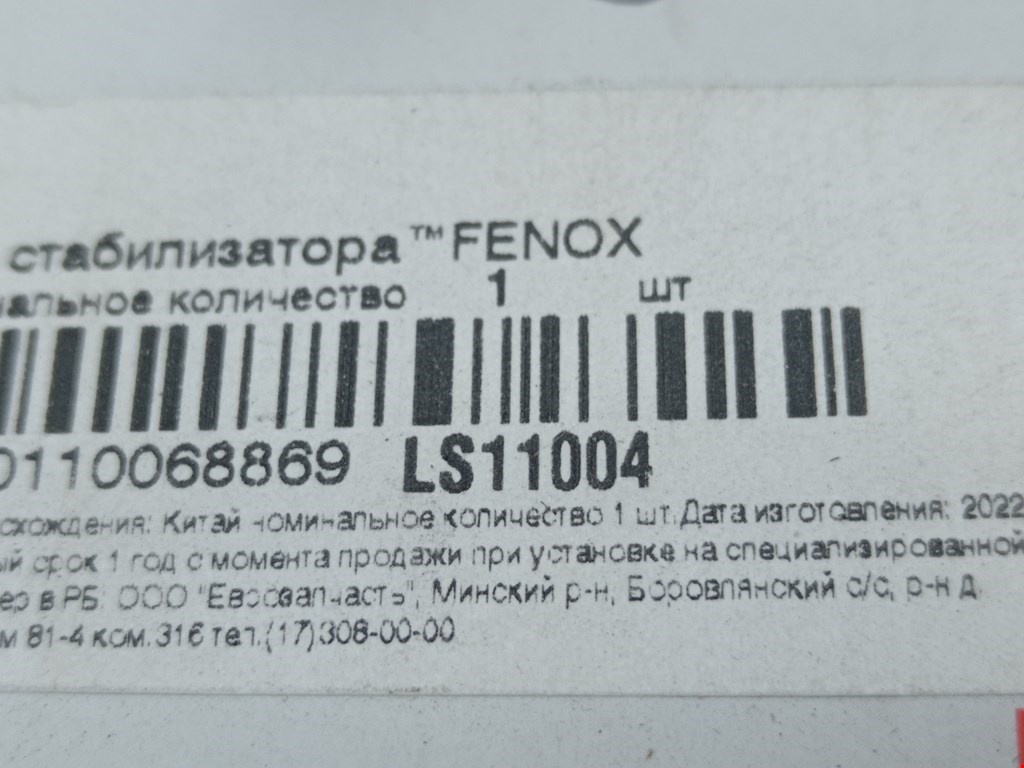 стабилизатора ™FENOX
нальное количество 1 шт
0110068869 LS11004
схождения: Китай номинальное количество 1 шт. Дата изготовления: 2022
ый срок 1 год с момента продажи при установке на специализированной
ер в РБ: ООО "Еврозапчасть", Минский р-н, Боровлянский с/с, р-н д.
м 81-4 ком. 316 тел.(17)308-00-00